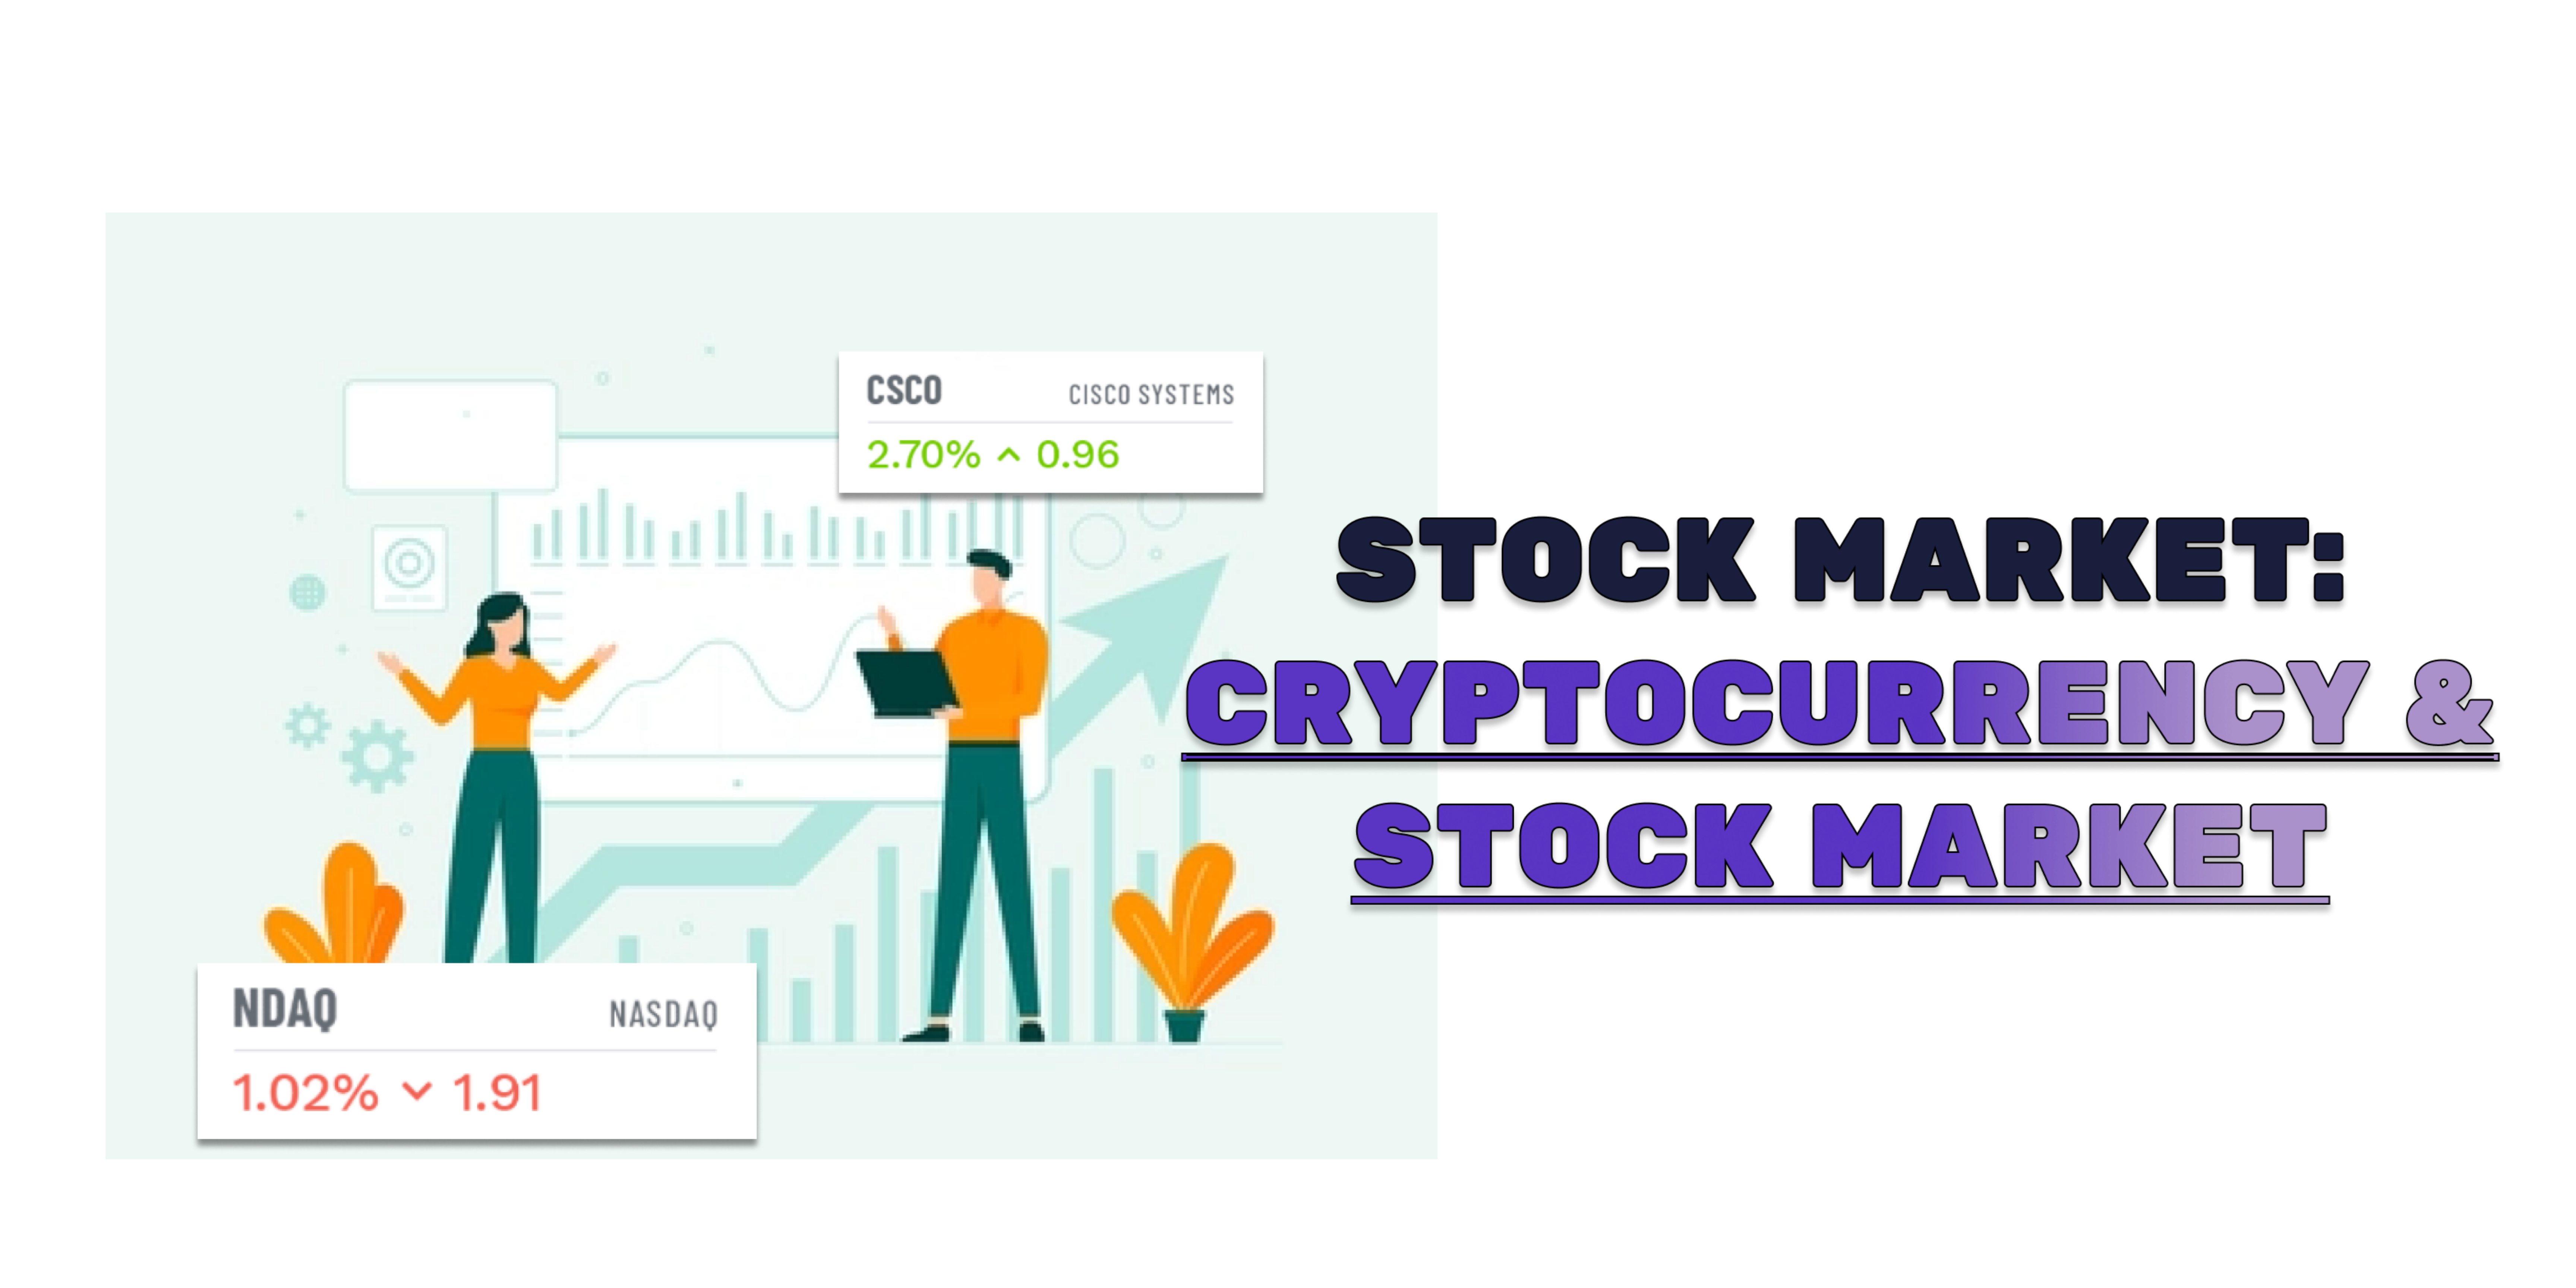 CSCO CISCO SYSTEMS
2.70% ^ 0.96
STOCK MARKET:
CRYPTOCURRENCY &
STOCK MARKET
NDAQ NASDAQ
1.02% ⌄ 1.91